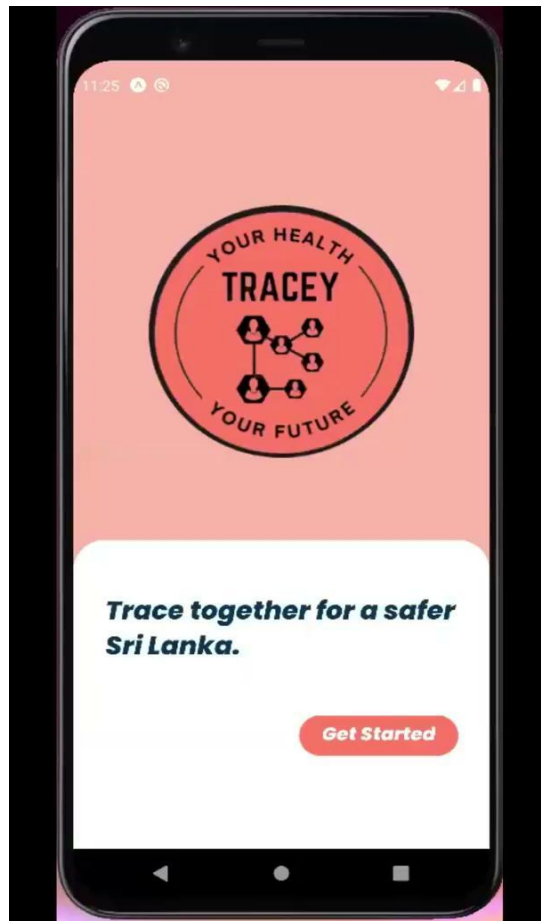 11:25
YOUR HEALTH
TRACEY
YOUR FUTURE
Trace together for a safer
Sri Lanka.
Get Started